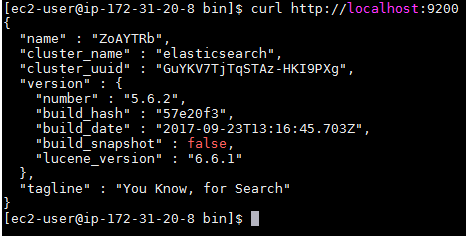 [ec2-user@ip-172-31-20-8 bin]$ curl http://localhost:9200
{
  "name" : "ZoAYTRb",
  "cluster_name" : "elasticsearch",
  "cluster_uuid" : "GuYKV7TjTqSTAz-HKI9PXg",
  "version" : {
    "number" : "5.6.2",
    "build_hash" : "57e20f3",
    "build_date" : "2017-09-23T13:16:45.703Z",
    "build_snapshot" : false,
    "lucene_version" : "6.6.1"
  },
  "tagline" : "You Know, for Search"
}
[ec2-user@ip-172-31-20-8 bin]$